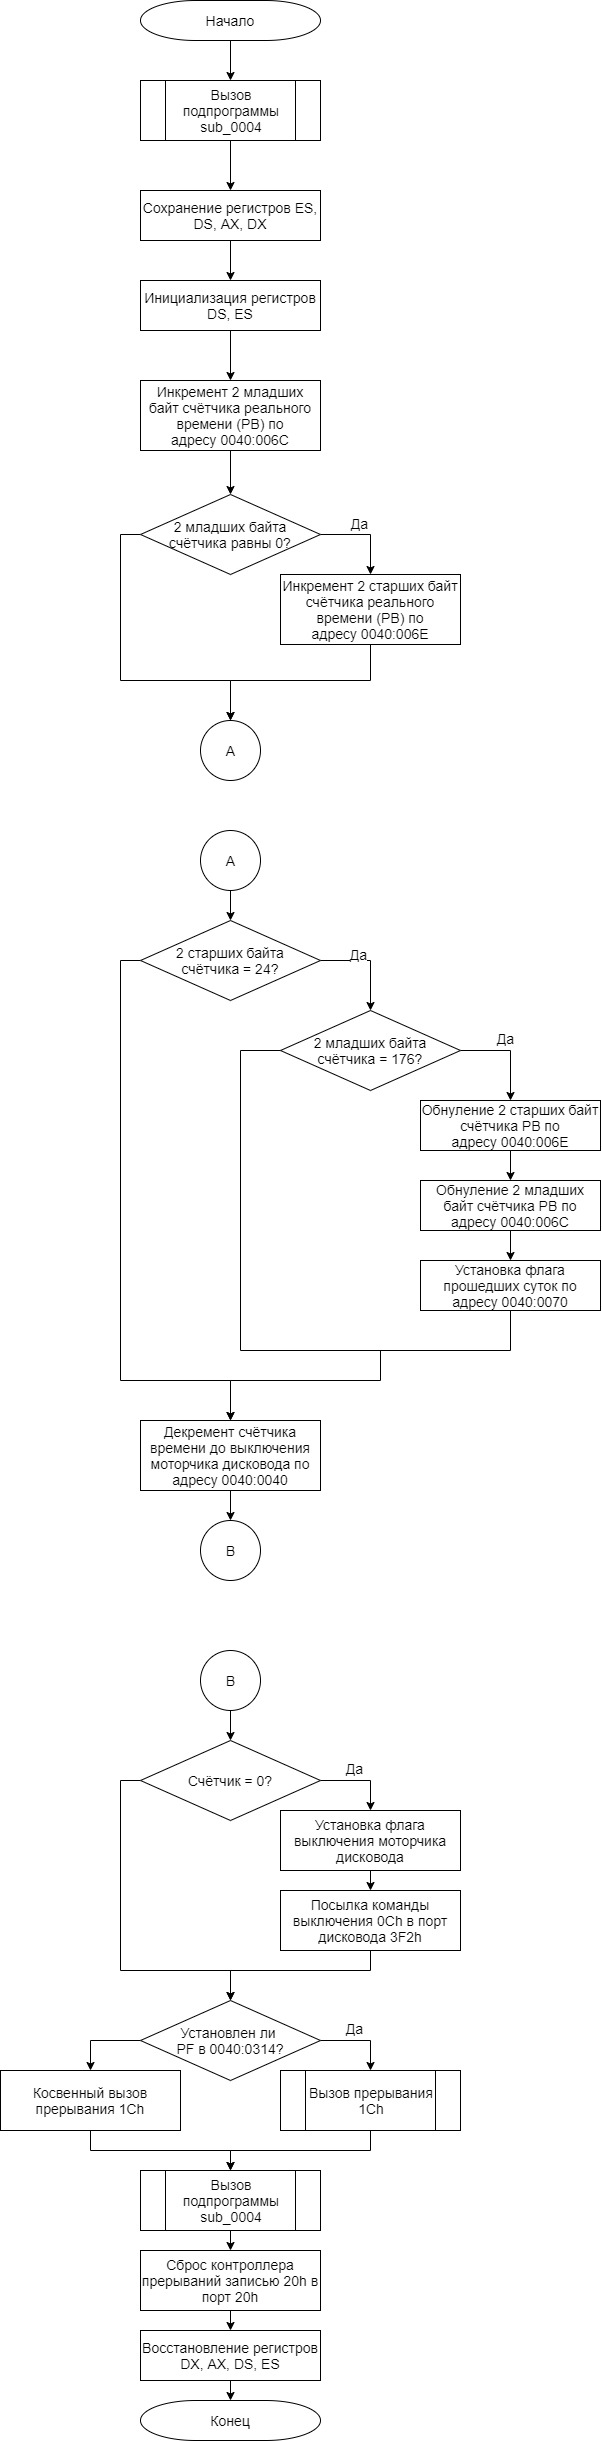 Начало
Вызов
подпрограммы
sub_0004
Сохранение регистров ES,
DS, AX, DX
Инициализация регистров
DS, ES
Инкремент 2 младших
байт счётчика реального
времени (РВ) по
адресу 0040:006C
2 младших байта
счётчика равны 0?
Да
Инкремент 2 старших байт
счётчика реального
времени (РВ) по
адресу 0040:006E
A
A
2 старших байта
счётчика = 24?
Да
2 младших байта
счётчика = 176?
Да
Обнуление 2 старших байт
счётчика РВ по
адресу 0040:006E
Обнуление 2 младших
байт счётчика РВ по
адресу 0040:006C
Установка флага
прошедших суток по
адресу 0040:0070
Декремент счётчика
времени до выключения
моторчика дисковода по
адресу 0040:0040
B
B
Счётчик = 0?
Да
Установка флага
выключения моторчика
дисковода
Посылка команды
выключения 0Ch в порт
дисковода 3F2h
Установлен ли
PF в 0040:0314?
Да
Косвенный вызов
прерывания 1Ch
Вызов прерывания
1Ch
Вызов
подпрограммы
sub_0004
Сброс контроллера
прерываний записью 20h в
порт 20h
Восстановление регистров
DX, AX, DS, ES
Конец